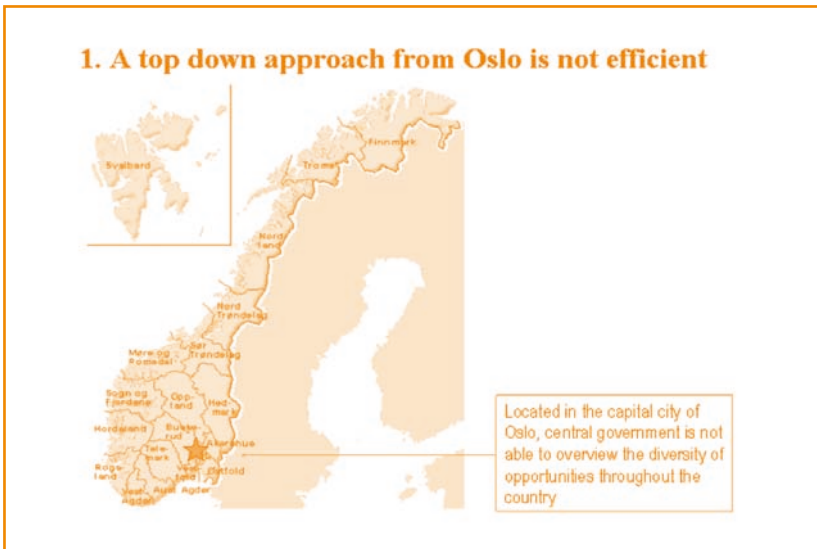 1. A top down approach from Oslo is not efficient
Svalbard
Finnmark
Troms
Nord
land
Nord
Trøndelag
Sør
Trøndelag
Møre og
Romsdal
Sogn og
Fjordane
Opp-
land
Hed-
mark
Hordaland
Buske-
rud
Akershus
Tele-
mark
Roga-
land
Vest
fold
Østfold
Vest-
Agder
Aust Agder
Located in the capital city of
Oslo, central government is not
able to overview the diversity of
opportunities throughout the
country